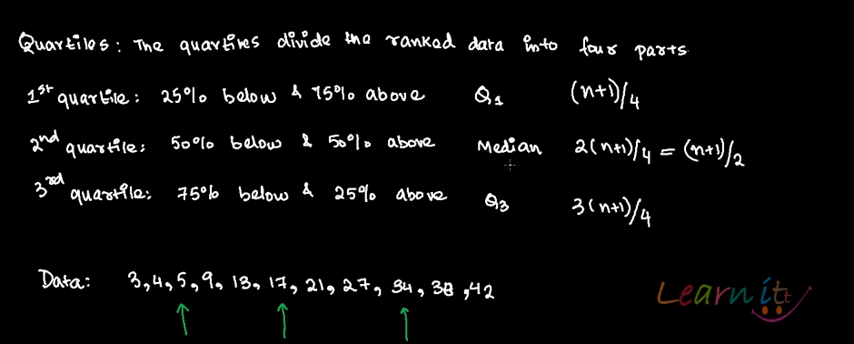 Quartiles: The quartiles divide the ranked data into four parts
1st quartile: 25% below & 75% above Q1 (n+1)/4
2nd quartile: 50% below & 50% above Median 2(n+1)/4 = (n+1)/2
3rd quartile: 75% below & 25% above Q3 3(n+1)/4
Data: 3,4,5,9,13,17,21,27,34,38,42
Learnitt